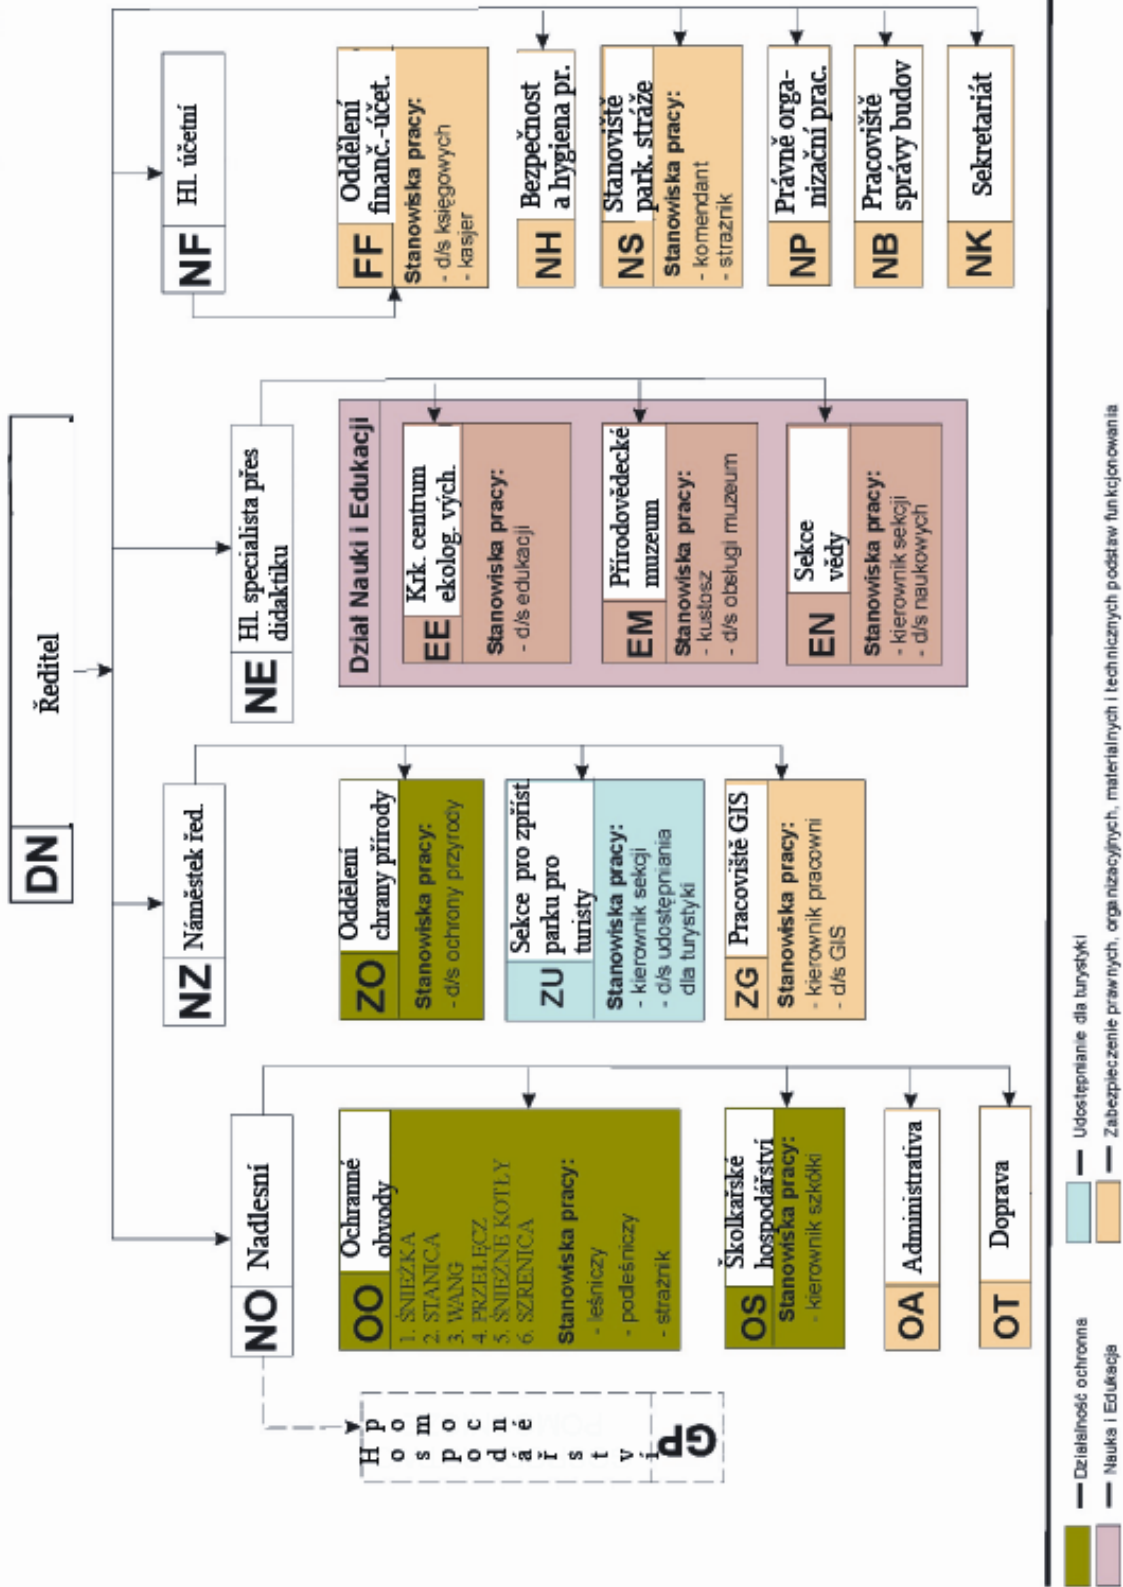 DN
Ředitel
NO
Nadlesní
NZ
Náměstek řed.
NE
Hl. specialista přes
didaktiku
NF
Hl. účetní
Hospodářství
pomocné
GP
OO
Ochranné
obvody
1. ŚNIEŻKA
2. STANICA
3. WANG
4. PRZEŁĘCZ
5. ŚNIEŻNE KOTŁY
6. SZRENICA
Stanowiska pracy:
- leśniczy
- podleśniczy
- strażnik
OS
Školkařské
hospodářství
Stanowiska pracy:
- kierownik szkółki
OA
Administrativa
OT
Doprava
ZO
Oddělení
chrany přírody
Stanowiska pracy:
- d/s ochrony przyrody
ZU
Sekce pro zpříst.
parku pro
turisty
Stanowiska pracy:
- kierownik sekcji
- d/s udostępniania
dla turystyki
ZG
Pracoviště GIS
Stanowiska pracy:
- kierownik pracowni
- d/s GIS
Dział Nauki i Edukacji
EE
Krk. centrum
ekolog. vých.
Stanowiska pracy:
- d/s edukacji
EM
Přírodovědecké
muzeum
Stanowiska pracy:
- kustosz
- d/s obsługi muzeum
EN
Sekce
vědy
Stanowiska pracy:
- kierownik sekcji
- d/s naukowych
FF
Oddělení
finanč.-účet.
Stanowiska pracy:
- d/s księgowych
- kasjer
NH
Bezpečnost
a hygiena pr.
NS
Stanoviště
park. stráže
Stanowiska pracy:
- komendant
- strażnik
NP
Právně orga-
nizační prac.
NB
Pracoviště
správy budov
NK
Sekretariát
Działalność ochronna
Udostępnianie dla turystyki
Nauka i Edukacja
Zabezpieczenie prawnych, organizacyjnych, materialnych i technicznych podstaw funkcjonowania